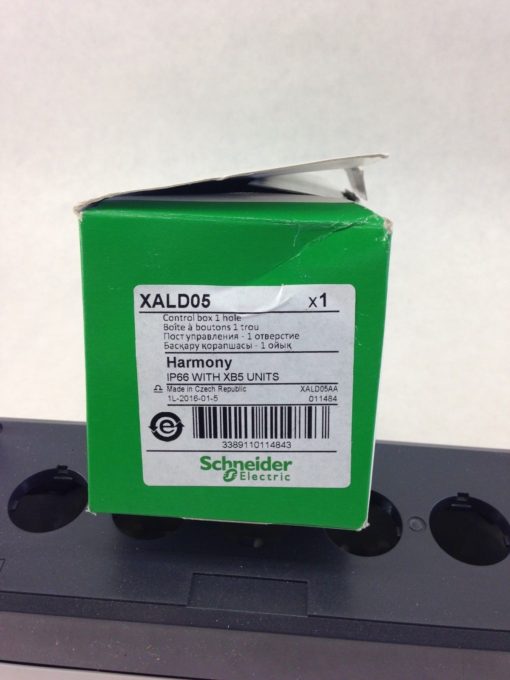 XALD05 x1
Control box 1 hole
Boîte à boutons 1 trou
Пост управления - 1 отверстие
Басқару қорапшасы - 1 ойық
Harmony
IP66 WITH XB5 UNITS
Made in Czech Republic XALD05AA
1L-2016-01-5 011484
e
3389110114843
Schneider
Electric